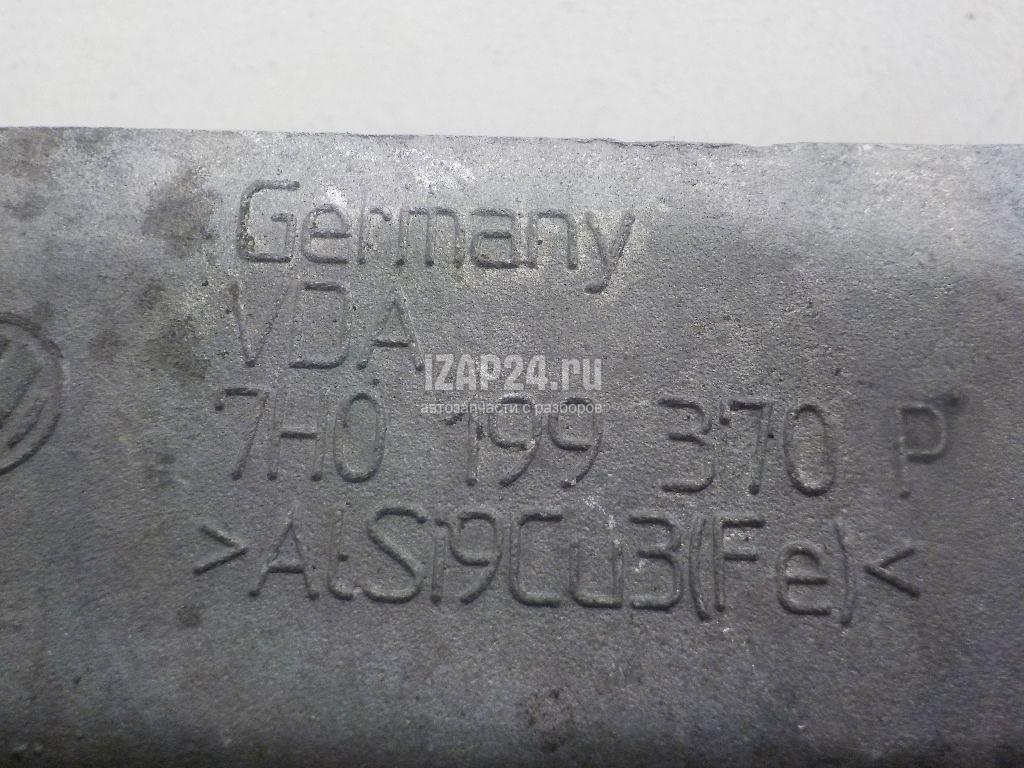 Germany
VDA
IZAP24.ru
автозапчасти с разборов
7H0 199 370 P
>AlSi9Cu3(Fe)<